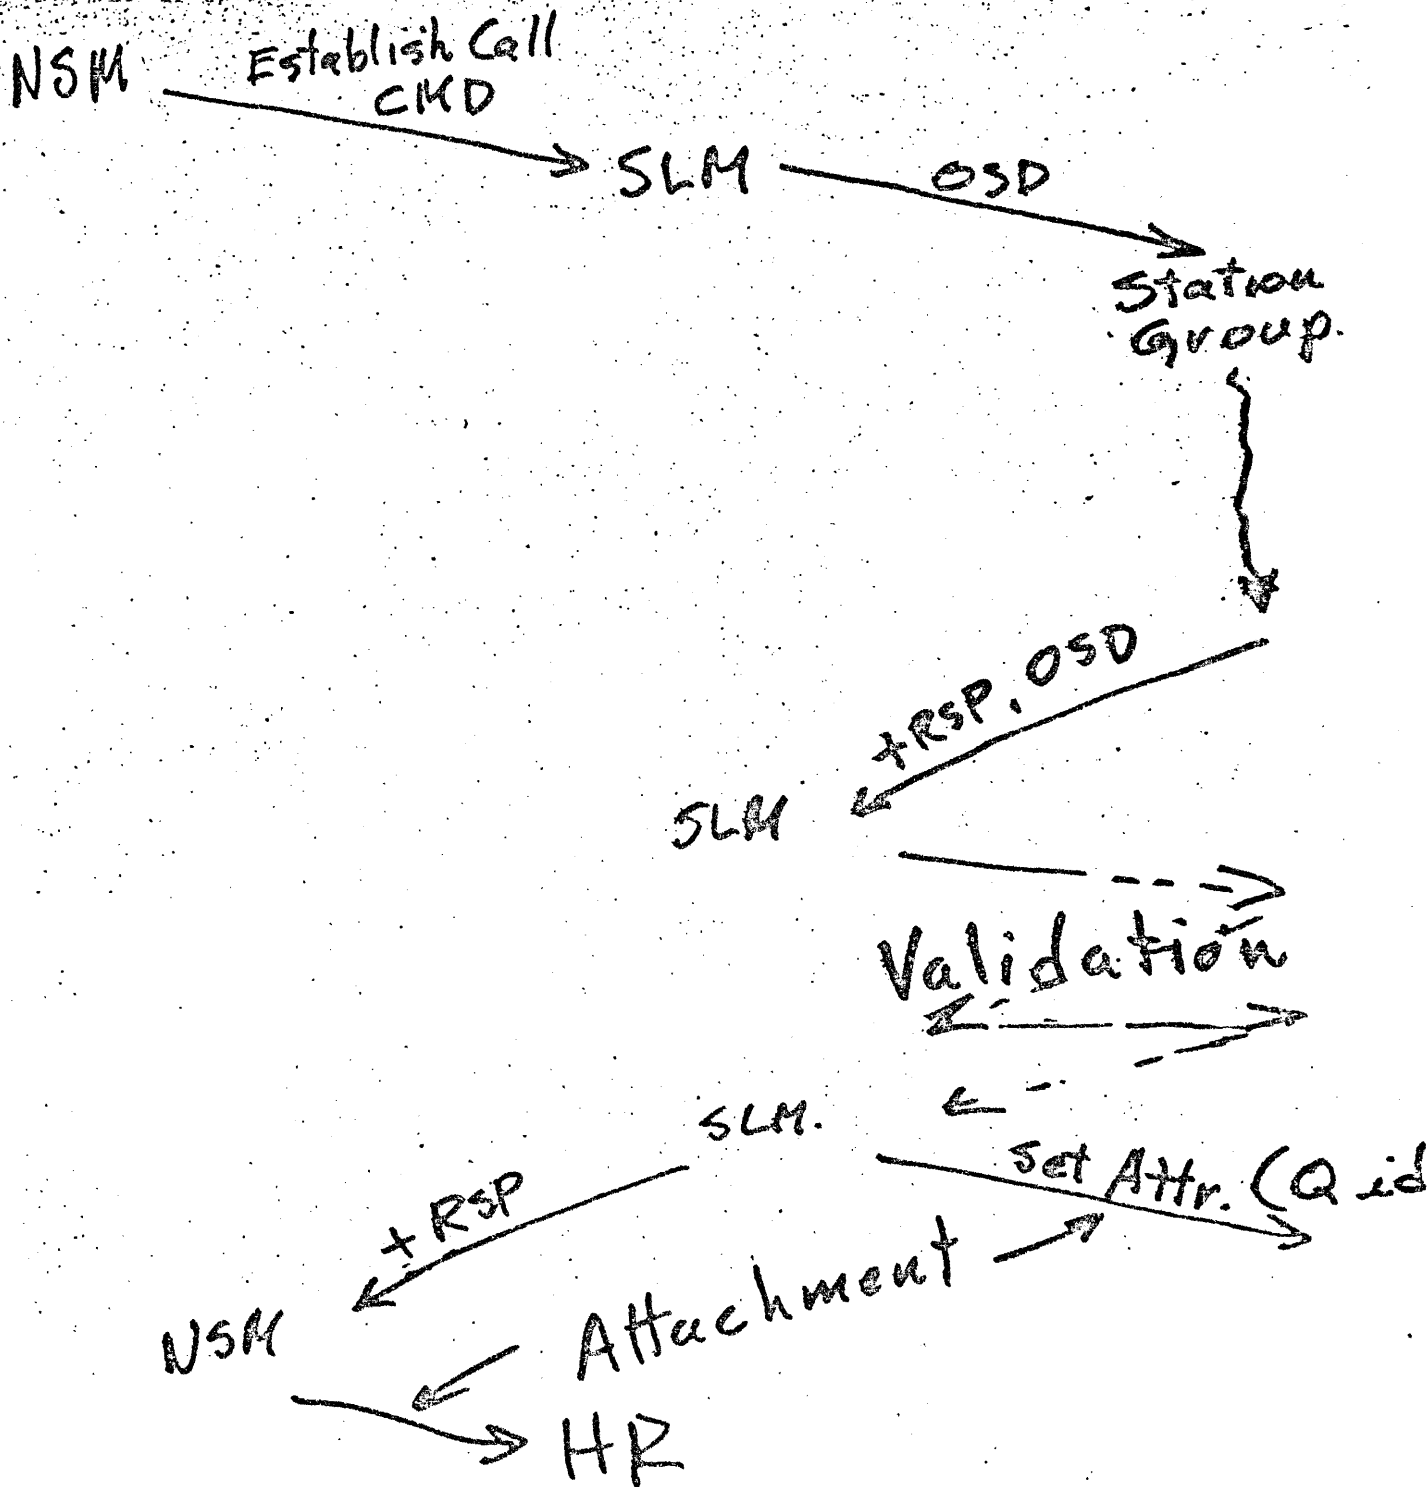 NSM
Establish Call
CMD
SLM
OSD
Station
Group.
+RSP, OSD
SLM
Validation
SLM.
Set Attr. (Q id
+RSP
Attachment
NSM
HR